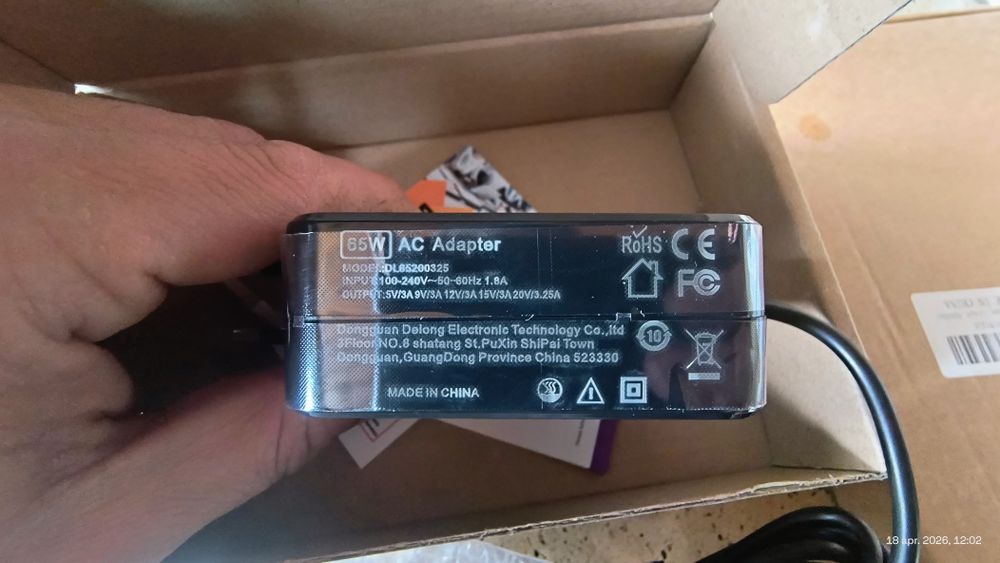 65W AC Adapter
MODEL:DL65200325
INPUT:100-240V~50-60Hz 1.8A
OUTPUT:5V/3A 9V/3A 12V/3A 15V/3A 20V/3.25A
RoHS CE
FC
Dongguan Delong Electronic Technology Co.,ltd
3Floor NO.8 shatang St.PuXin ShiPai Town
Dongguan,GuangDong Province China 523330
10
MADE IN CHINA
18 apr. 2026, 12:02